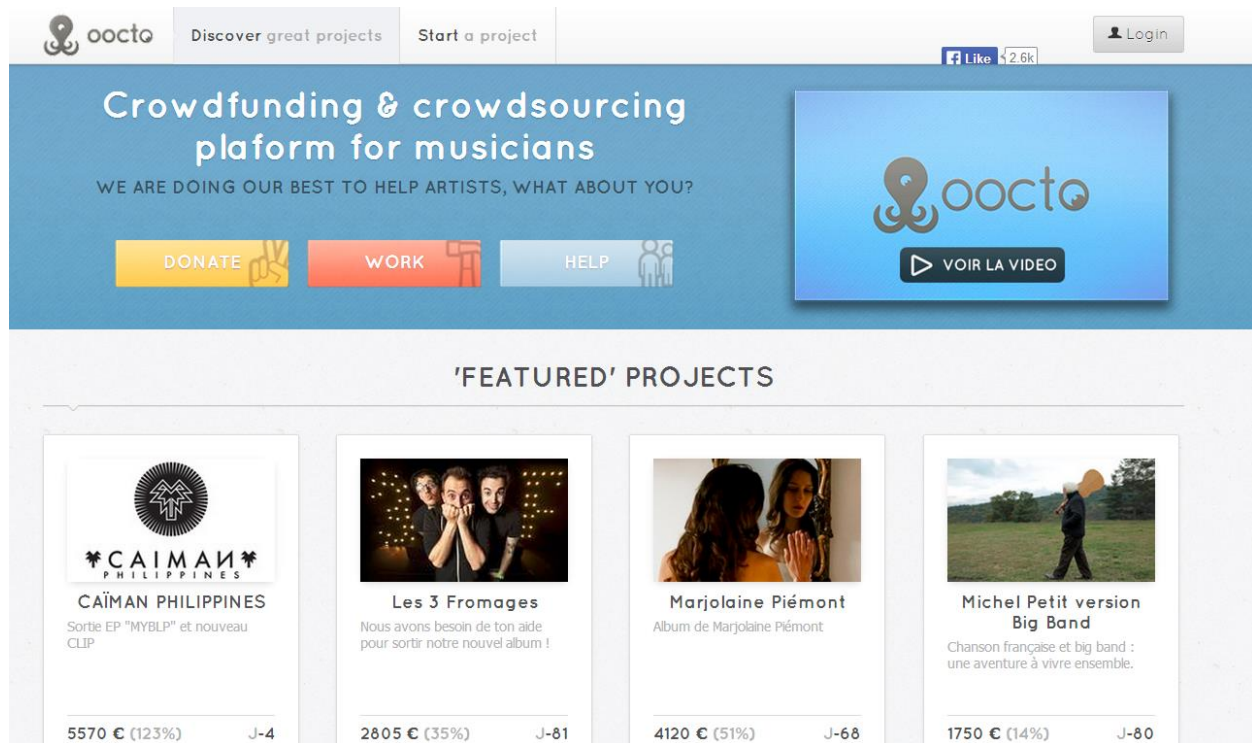 oocto
Discover great projects
Start a project
Like 2.6k
Login
Crowdfunding & crowdsourcing
plaform for musicians
WE ARE DOING OUR BEST TO HELP ARTISTS, WHAT ABOUT YOU?
DONATE
WORK
HELP
oocto
VOIR LA VIDEO
'FEATURED' PROJECTS
*CAIMAИ*
PHILIPPINES
CAÏMAN PHILIPPINES
Sortie EP "MYBLP" et nouveau
CLIP
5570 € (123%) J-4
Les 3 Fromages
Nous avons besoin de ton aide
pour sortir notre nouvel album !
2805 € (35%) J-81
Marjolaine Piémont
Album de Marjolaine Piémont
4120 € (51%) J-68
Michel Petit version
Big Band
Chanson française et big band :
une aventure à vivre ensemble.
1750 € (14%) J-80